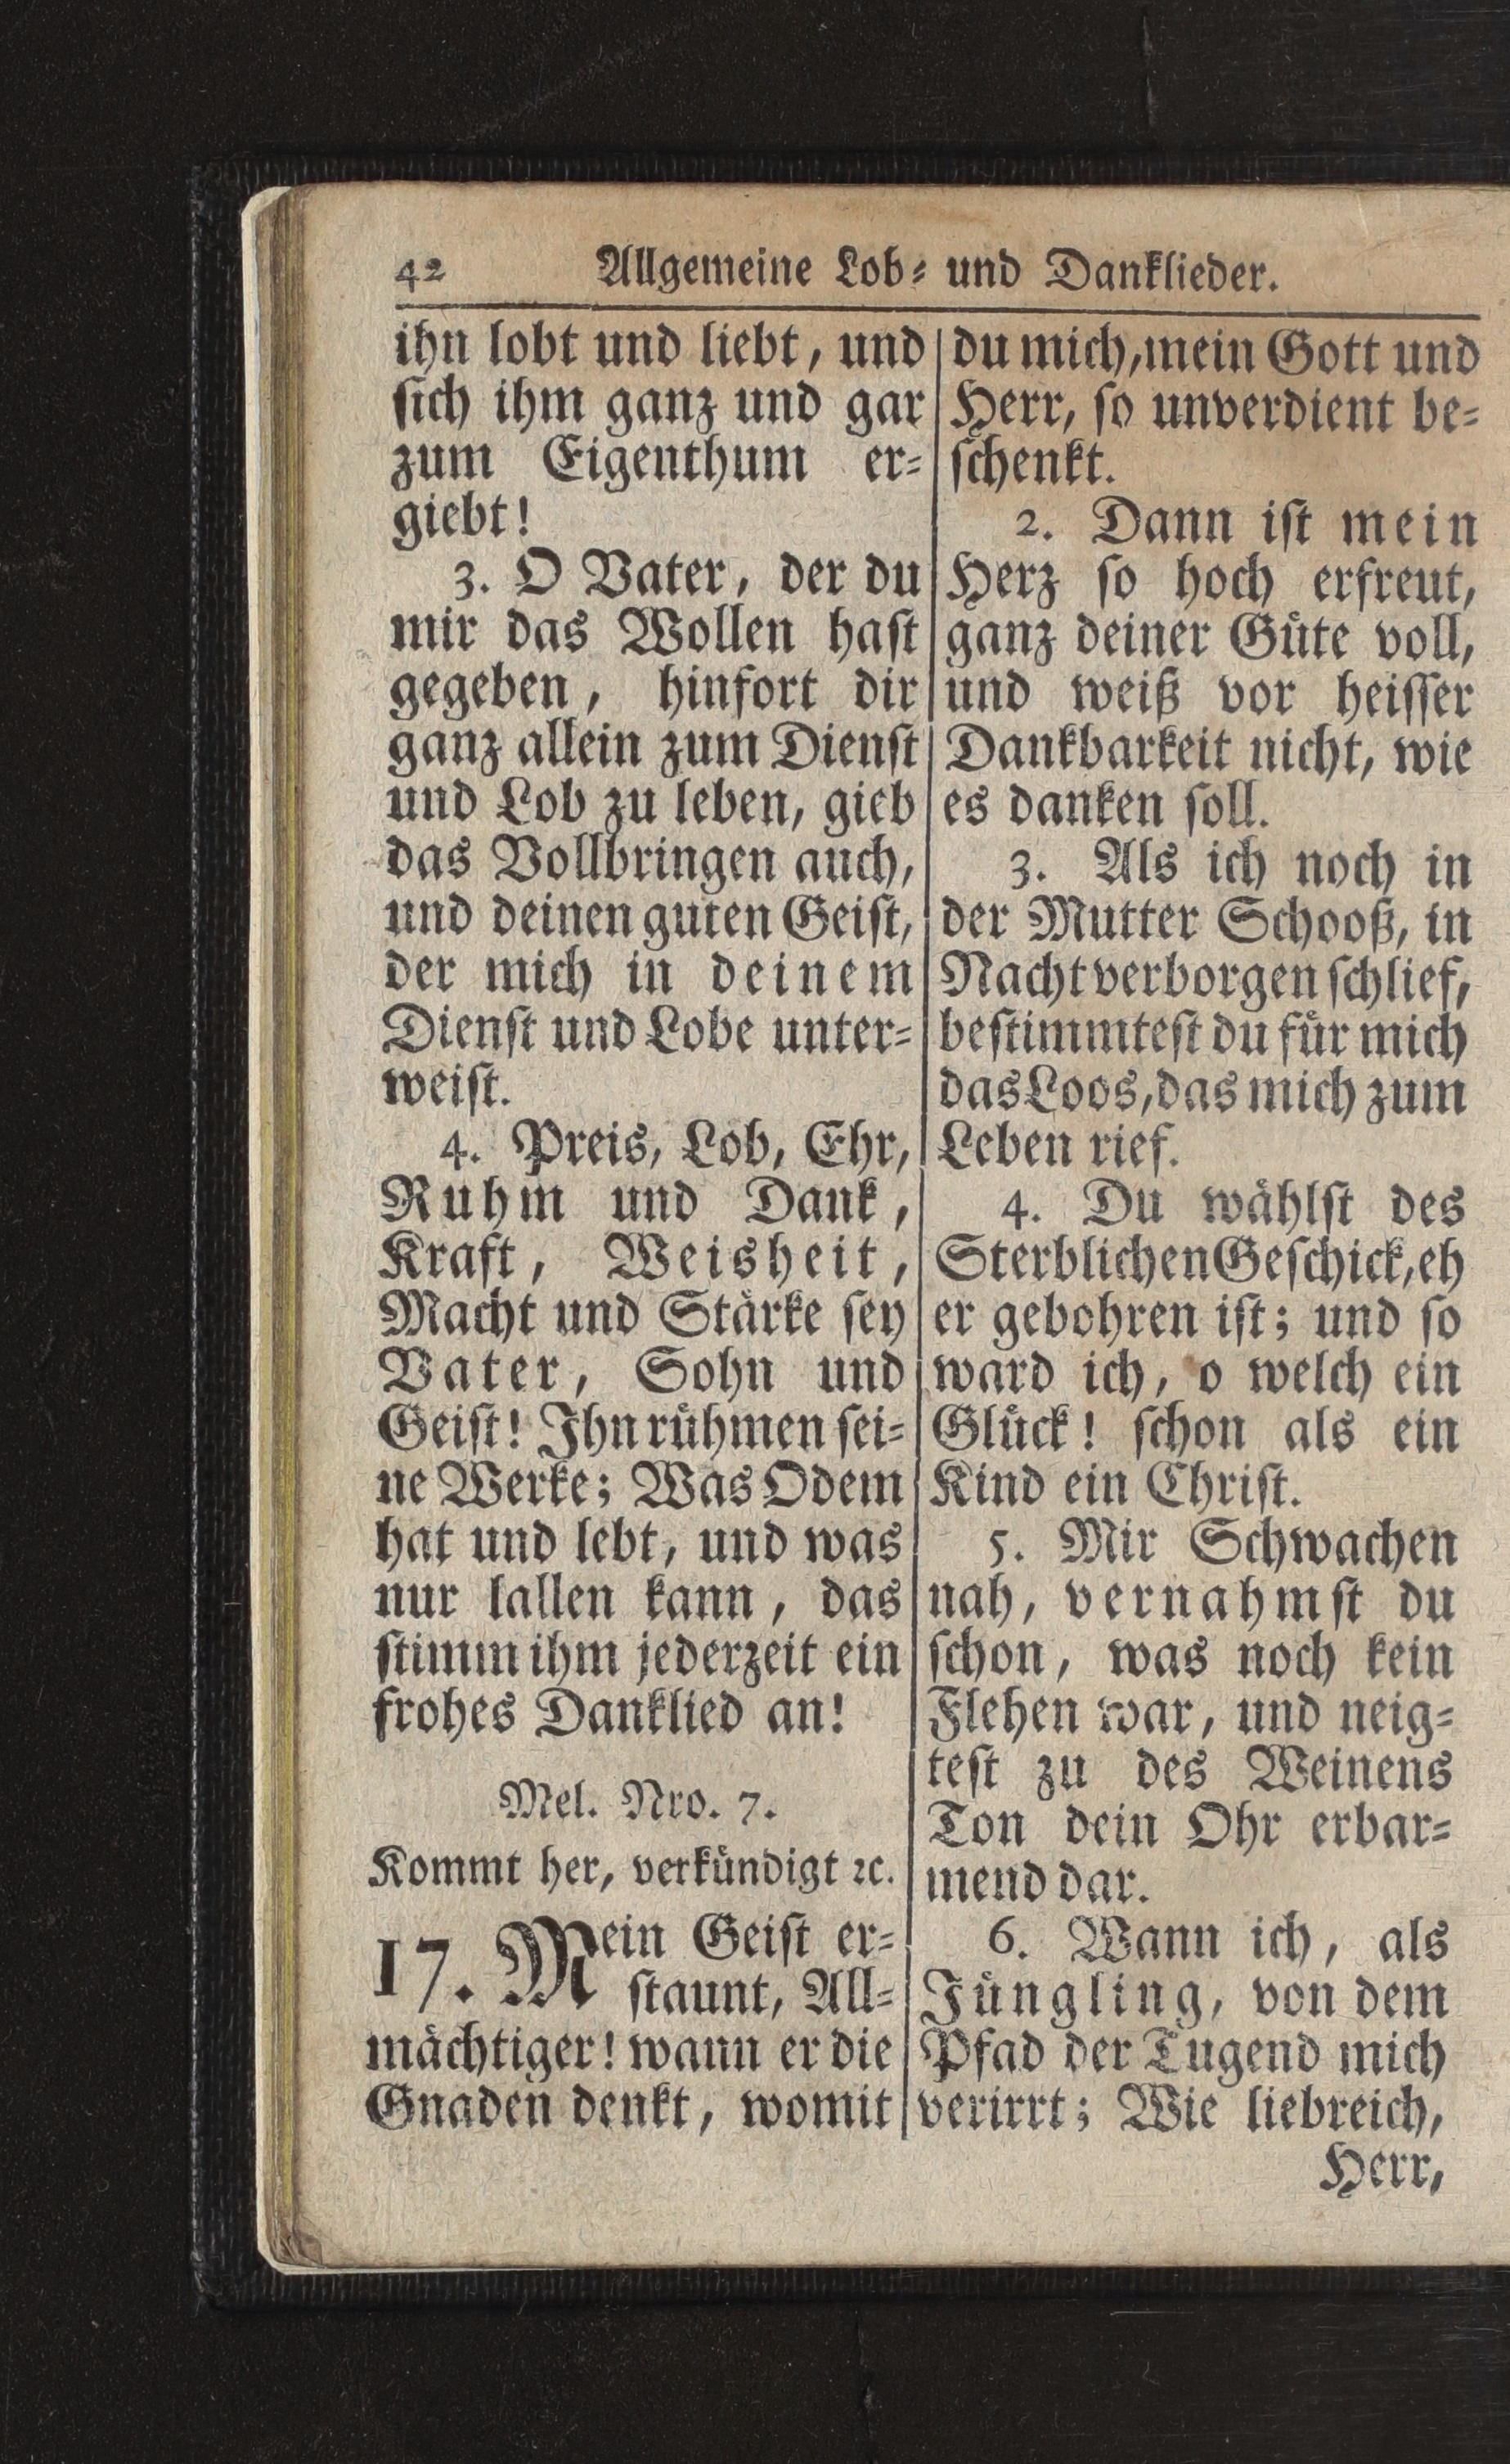 42 Allgemeine Lob- und Danklieder.
ihn lobt und liebt, und
sich ihm ganz und gar
zum Eigenthum er-
giebt!
3. O Vater, der du
mir das Wollen hast
gegeben, hinfort dir
ganz allein zum Dienst
und Lob zu leben, gieb
das Vollbringen auch,
und deinen guten Geist,
der mich in deinem
Dienst und Lobe unter-
weist.
4. Preis, Lob, Ehr,
Ruhm und Dank,
Kraft, Weisheit,
Macht und Stärke sey
Vater, Sohn und
Geist! Ihn rühmen sei-
ne Werke; Was Odem
hat und lebt, und was
nur lallen kann, das
stimm ihm jederzeit ein
frohes Danklied an!
Mel. Nro. 7.
Kommt her, verkündigt ꝛc.
17. Mein Geist er-
staunt, All-
mächtiger! wann er die
Gnaden denkt, womit
du mich, mein Gott und
Herr, so unverdient be-
schenkt.
2. Dann ist mein
Herz so hoch erfreut,
ganz deiner Güte voll,
und weiß vor heisser
Dankbarkeit nicht, wie
es danken soll.
3. Als ich noch in
der Mutter Schooß, in
Nacht verborgen schlief,
bestimmtest du für mich
das Loos, das mich zum
Leben rief.
4. Du wählst des
Sterblichen Geschick, eh
er gebohren ist; und so
ward ich, o welch ein
Glück! schon als ein
Kind ein Christ.
5. Mir Schwachen
nah, vernahmst du
schon, was noch kein
Flehen war, und neig-
test zu des Weinens
Ton dein Ohr erbar-
mend dar.
6. Wann ich, als
Jüngling, von dem
Pfad der Tugend mich
verirrt; Wie liebreich,
Herr,